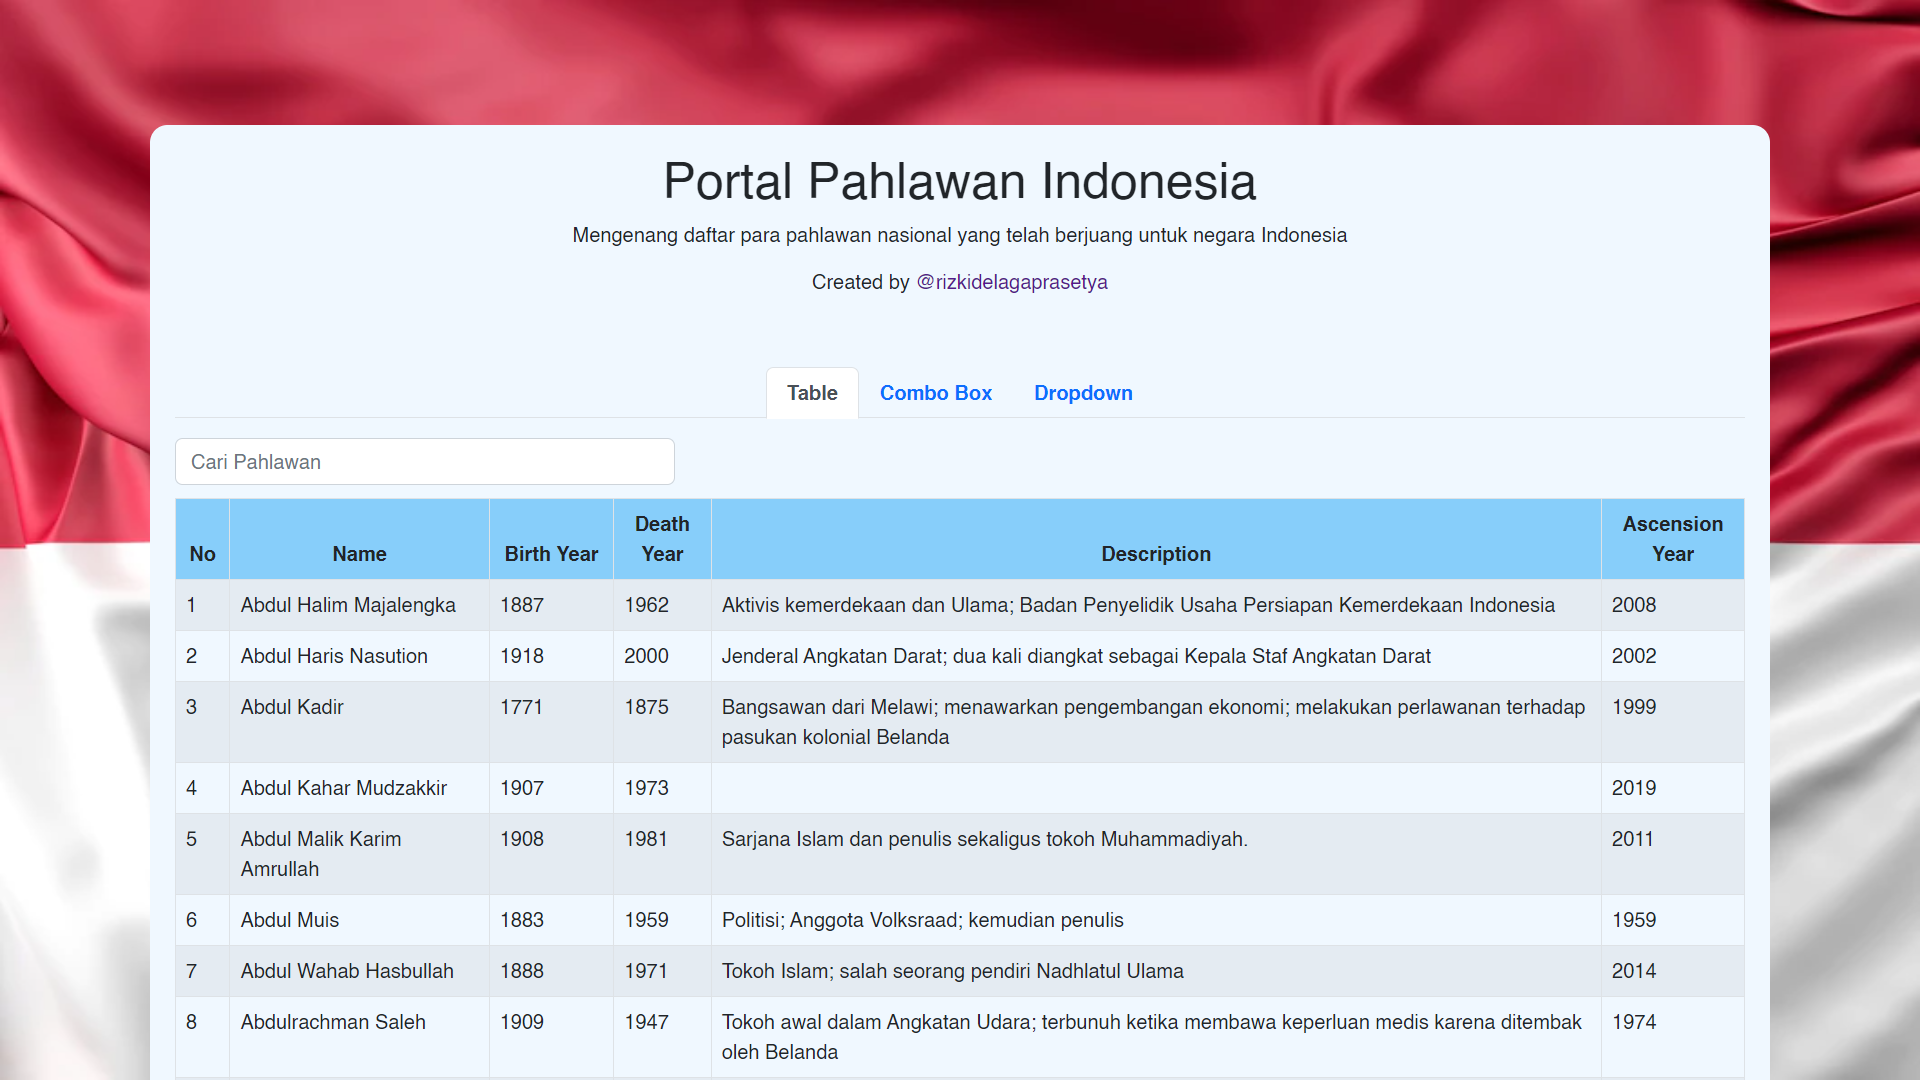 Portal Pahlawan Indonesia
Mengenang daftar para pahlawan nasional yang telah berjuang untuk negara Indonesia
Created by @rizkidelagaprasetya
Table Combo Box Dropdown
Cari Pahlawan
No Name Birth Year Death Year Description Ascension Year
1 Abdul Halim Majalengka 1887 1962 Aktivis kemerdekaan dan Ulama; Badan Penyelidik Usaha Persiapan Kemerdekaan Indonesia 2008
2 Abdul Haris Nasution 1918 2000 Jenderal Angkatan Darat; dua kali diangkat sebagai Kepala Staf Angkatan Darat 2002
3 Abdul Kadir 1771 1875 Bangsawan dari Melawi; menawarkan pengembangan ekonomi; melakukan perlawanan terhadap 1999
pasukan kolonial Belanda
4 Abdul Kahar Mudzakkir 1907 1973 2019
5 Abdul Malik Karim 1908 1981 Sarjana Islam dan penulis sekaligus tokoh Muhammadiyah. 2011
Amrullah
6 Abdul Muis 1883 1959 Politisi; Anggota Volksraad; kemudian penulis 1959
7 Abdul Wahab Hasbullah 1888 1971 Tokoh Islam; salah seorang pendiri Nadhlatul Ulama 2014
8 Abdulrachman Saleh 1909 1947 Tokoh awal dalam Angkatan Udara; terbunuh ketika membawa keperluan medis karena ditembak 1974
oleh Belanda